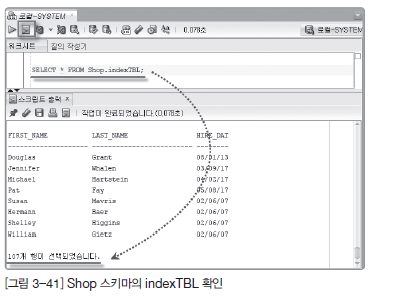 로컬-SYSTEM
0.078초
로컬-SYSTEM
워크시트 질의 작성기
SELECT * FROM Shop.indexTBL;
스크립트 출력 ×
작업이 완료되었습니다.(0.078초)
FIRST_NAME LAST_NAME HIRE_DAT
Douglas Grant 08/01/13
Jennifer Whalen 03/09/17
Michael Hartstein 04/02/17
Pat Fay 05/08/17
Susan Mavris 02/06/07
Hermann Baer 02/06/07
Shelley Higgins 02/06/07
William Gietz 02/06/07
107개 행이 선택되었습니다.
[그림 3-41] Shop 스키마의 indexTBL 확인